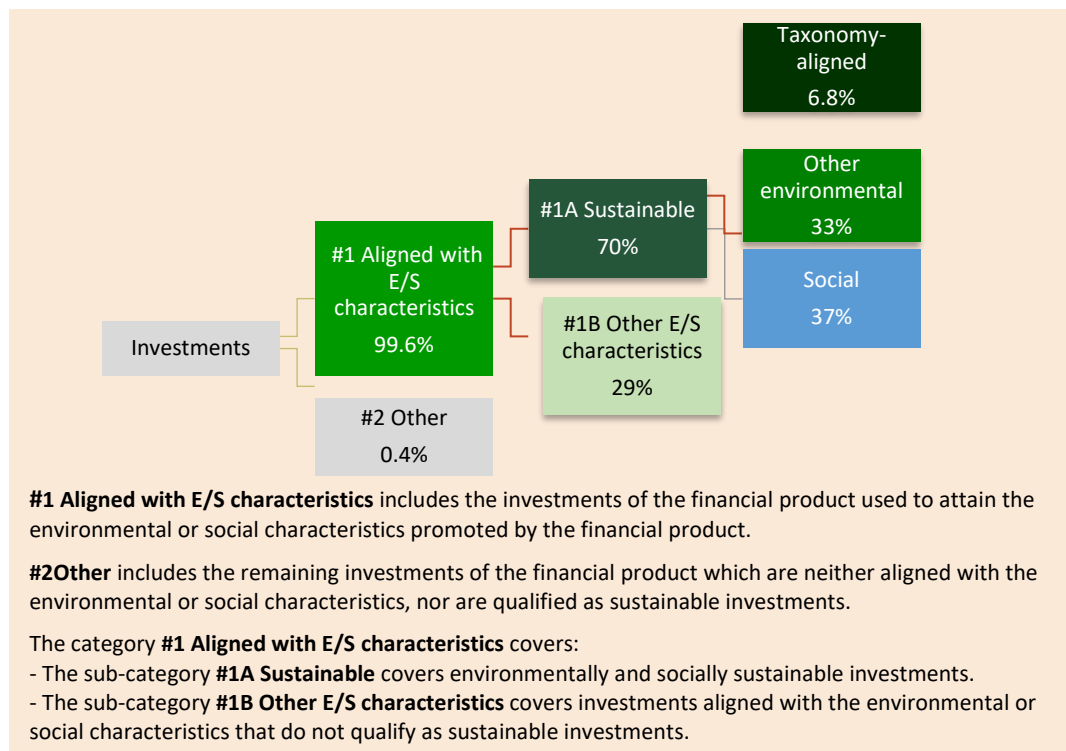 Taxonomy-
aligned
6.8%
Other
environmental
33%
#1A Sustainable
70%
#1 Aligned with
E/S
characteristics
99.6%
Social
37%
#1B Other E/S
characteristics
29%
Investments
#2 Other
0.4%
#1 Aligned with E/S characteristics includes the investments of the financial product used to attain the
environmental or social characteristics promoted by the financial product.
#2Other includes the remaining investments of the financial product which are neither aligned with the
environmental or social characteristics, nor are qualified as sustainable investments.
The category #1 Aligned with E/S characteristics covers:
- The sub-category #1A Sustainable covers environmentally and socially sustainable investments.
- The sub-category #1B Other E/S characteristics covers investments aligned with the environmental or
social characteristics that do not qualify as sustainable investments.